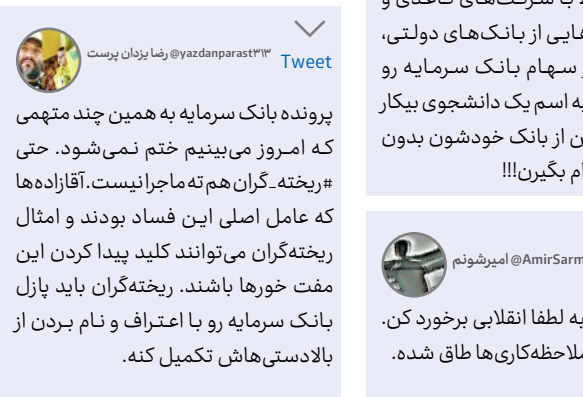 با شرکت‌های کاغذی و
هایی از بانک‌های دولتی،
سهام بانک سرمایه رو
به اسم یک دانشجوی بیکار
ن از بانک خودشون بدون
ام بگیرن!!!
@AmirSarm امیرشونم
یه لطفا انقلابی برخورد کن.
ملاحظه‌کاری‌ها طاق شده.
@yazdanparast۳۱۳ رضا یزدان پرست
Tweet
پرونده بانک سرمایه به همین چند متهمی
که امروز می‌بینیم ختم نمی‌شود. حتی
#ریخته_گران هم ته ماجرا نیست. آقازاده‌ها
که عامل اصلی این فساد بودند و امثال
ریخته‌گران می‌توانند کلید پیدا کردن این
مفت خورها باشند. ریخته‌گران باید پازل
بانک سرمایه رو با اعتراف و نام بردن از
بالادستی‌هاش تکمیل کنه.